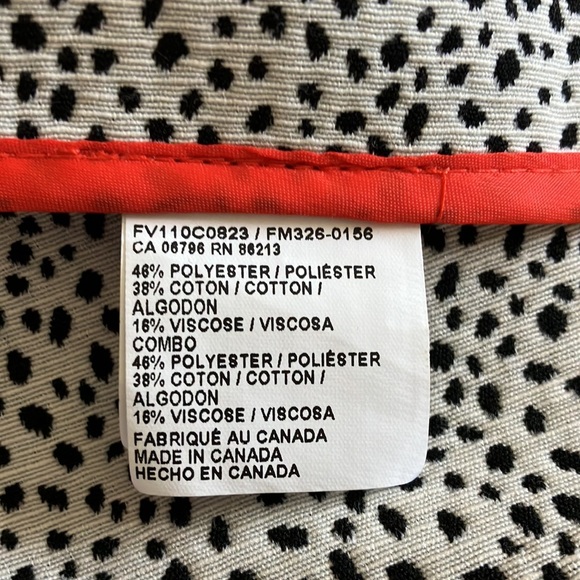 FV110C0823 / FM326-0156
CA 06796 RN 86213
46% POLYESTER / POLIÉSTER
38% COTON / COTTON /
ALGODON
16% VISCOSE / VISCOSA
COMBO
46% POLYESTER / POLIÉSTER
38% COTON / COTTON /
ALGODON
16% VISCOSE / VISCOSA
FABRIQUÉ AU CANADA
MADE IN CANADA
HECHO EN CANADA